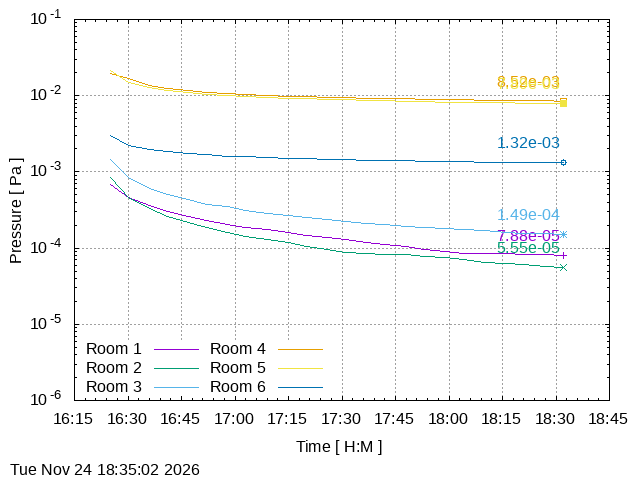 10^-1
10^-2
10^-3
10^-4
10^-5
10^-6
Pressure [ Pa ]
8.52e-03
1.32e-03
1.49e-04
7.88e-05
5.55e-05
Room 1 Room 4
Room 2 Room 5
Room 3 Room 6
16:15 16:30 16:45 17:00 17:15 17:30 17:45 18:00 18:15 18:30 18:45
Time [ H:M ]
Tue Nov 24 18:35:02 2026